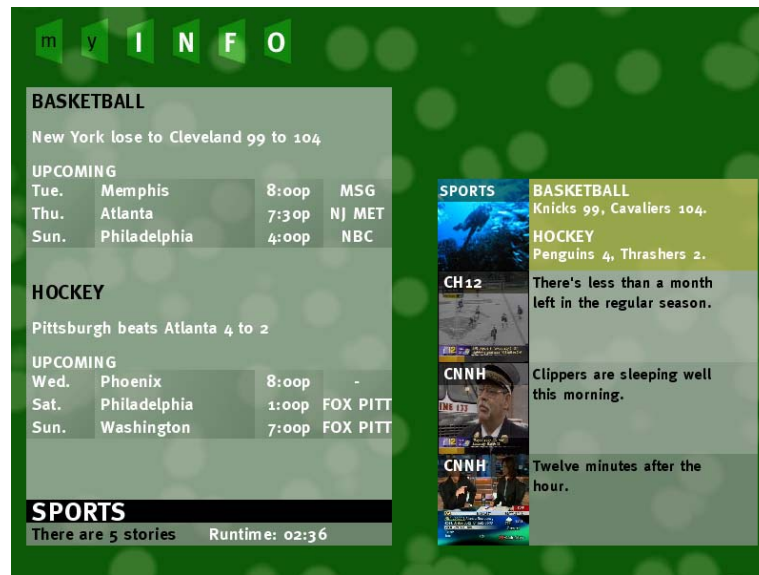 my INFO
BASKETBALL
New York lose to Cleveland 99 to 104
UPCOMING
Tue. Memphis 8:00p MSG
Thu. Atlanta 7:30p NJ MET
Sun. Philadelphia 4:00p NBC
HOCKEY
Pittsburgh beats Atlanta 4 to 2
UPCOMING
Wed. Phoenix 8:00p -
Sat. Philadelphia 1:00p FOX PITT
Sun. Washington 7:00p FOX PITT
SPORTS
There are 5 stories Runtime: 02:36
SPORTS
BASKETBALL
Knicks 99, Cavaliers 104.
HOCKEY
Penguins 4, Thrashers 2.
CH12
There's less than a month
left in the regular season.
CNNH
Clippers are sleeping well
this morning.
CNNH
Twelve minutes after the
hour.